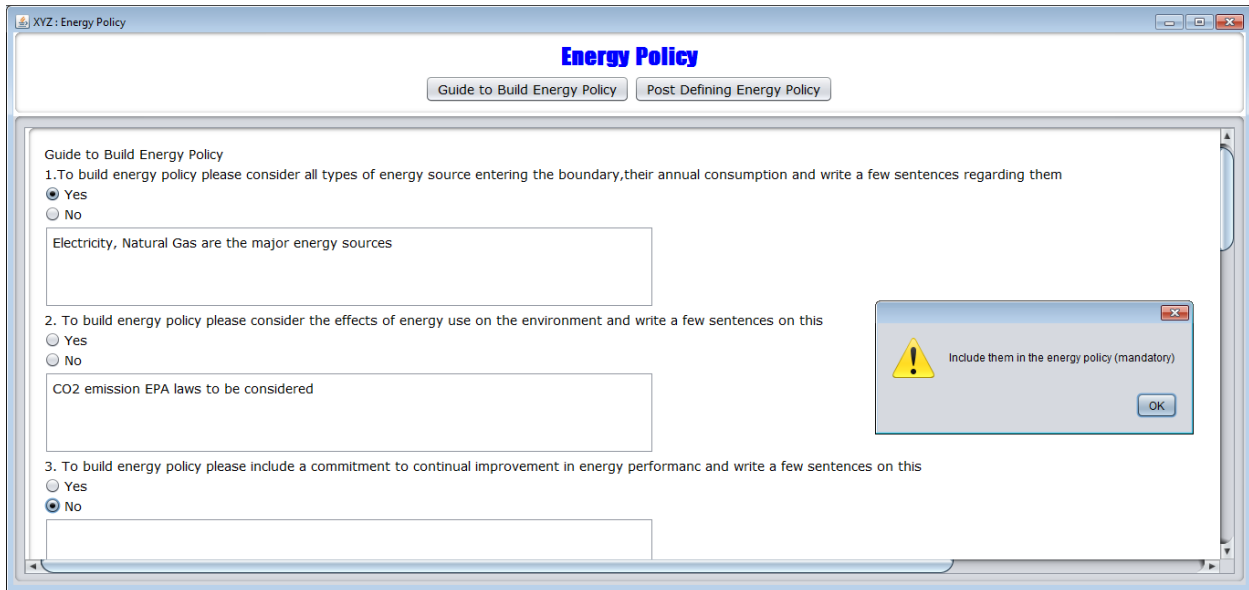 XYZ : Energy Policy
Energy Policy
Guide to Build Energy Policy
Post Defining Energy Policy
Guide to Build Energy Policy
1.To build energy policy please consider all types of energy source entering the boundary,their annual consumption and write a few sentences regarding them
Yes
No
Electricity, Natural Gas are the major energy sources
2. To build energy policy please consider the effects of energy use on the environment and write a few sentences on this
Yes
No
CO2 emission EPA laws to be considered
Include them in the energy policy (mandatory)
OK
3. To build energy policy please include a commitment to continual improvement in energy performanc and write a few sentences on this
Yes
No